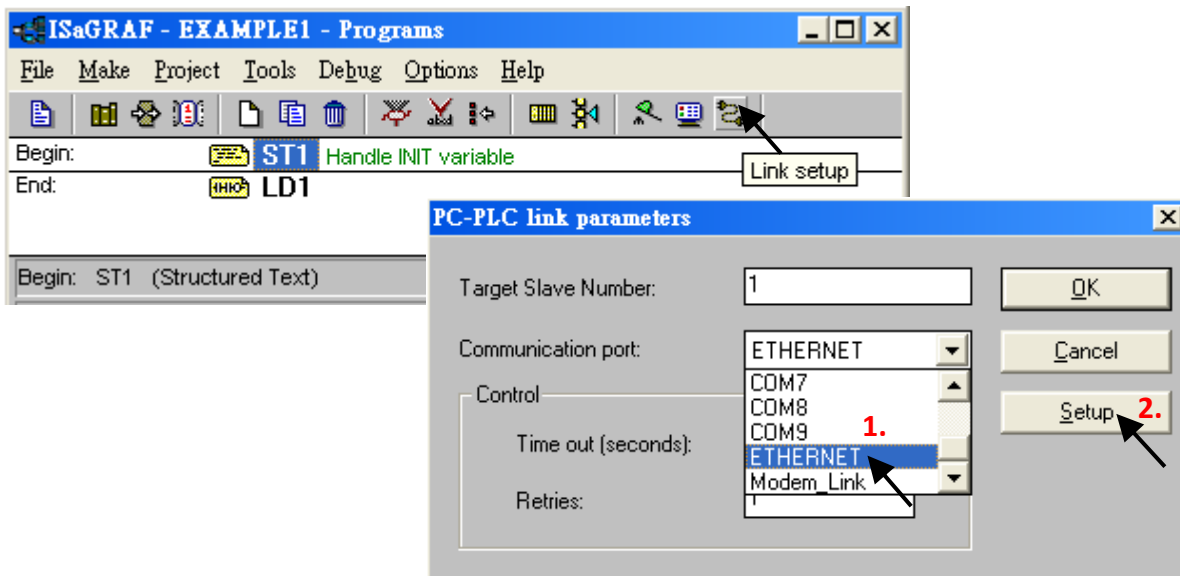 ISaGRAF - EXAMPLE1 - Programs
File Make Project Tools Debug Options Help
Begin: ST1 Handle INIT variable
Link setup
End: LD1
Begin: ST1 (Structured Text)
PC-PLC link parameters
Target Slave Number: 1
OK
Communication port: ETHERNET
Cancel
COM7
COM8
COM9
ETHERNET
Modem_Link
1.
Control
Setup 2.
Time out (seconds):
Retries: